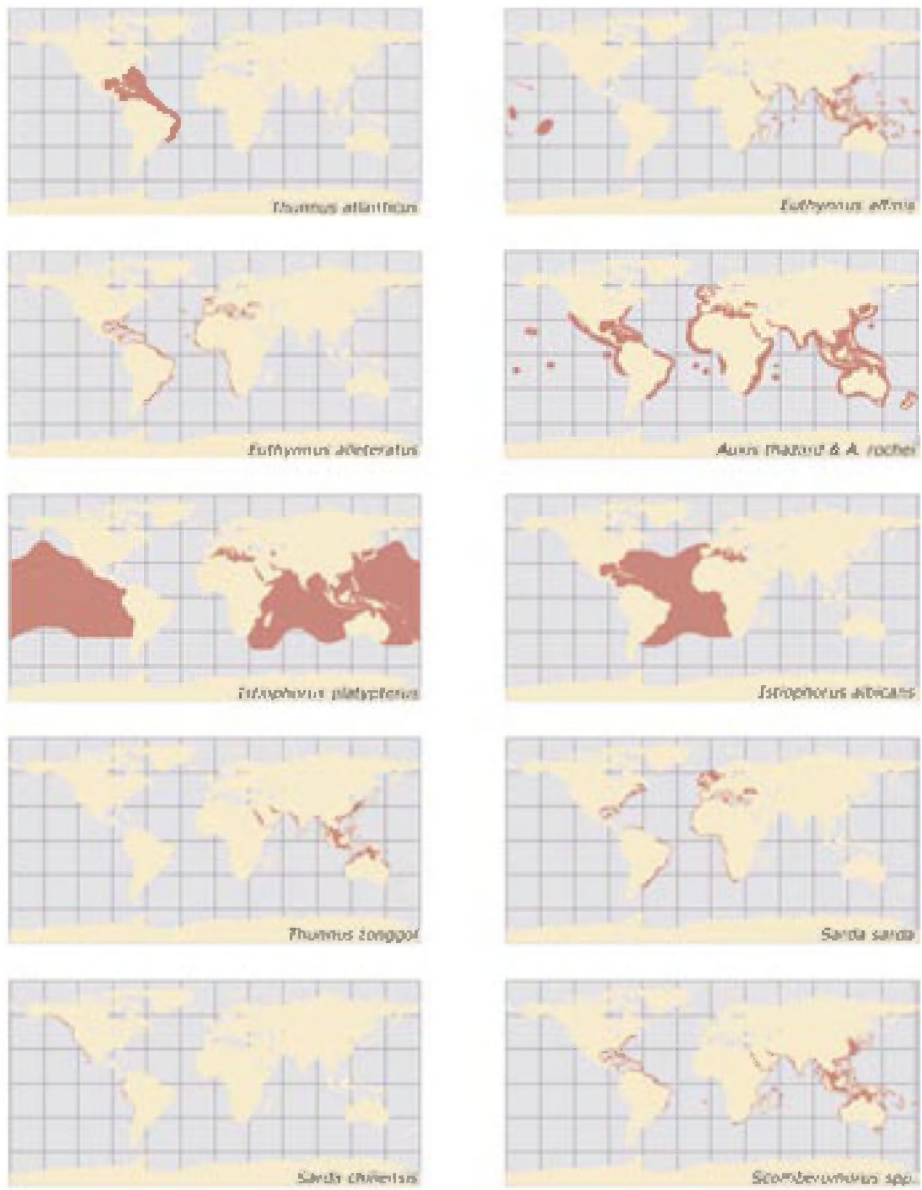 Thunnus atlanticus
Euthynnus affinis
Euthynnus alleteratus
Auxis thazard & A. rochei
Istiophorus platypterus
Istiophorus albicans
Thunnus tonggol
Sarda sarda
Sarda chiliensis
Scomberomorus spp.